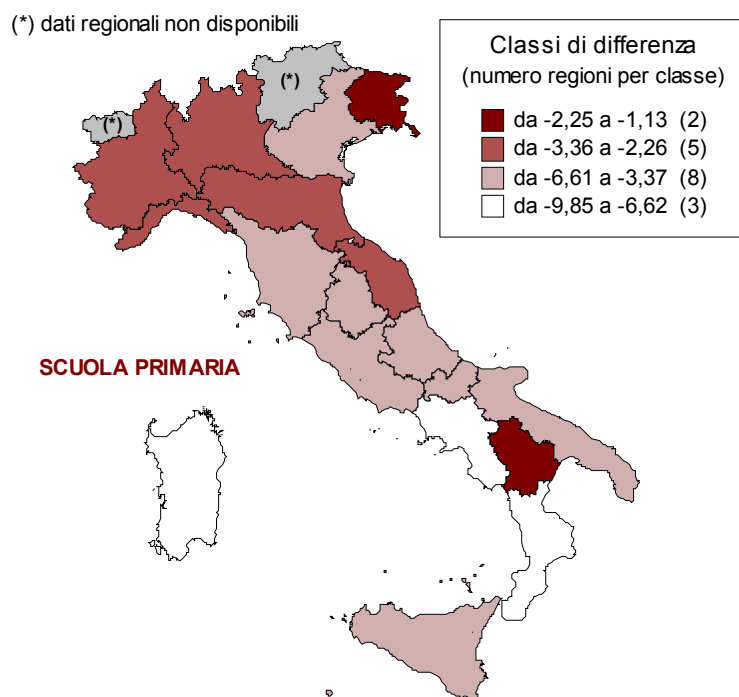 (*) dati regionali non disponibili
Classi di differenza
(numero regioni per classe)
da -2,25 a -1,13 (2)
da -3,36 a -2,26 (5)
da -6,61 a -3,37 (8)
da -9,85 a -6,62 (3)
(*)
(*)
SCUOLA PRIMARIA